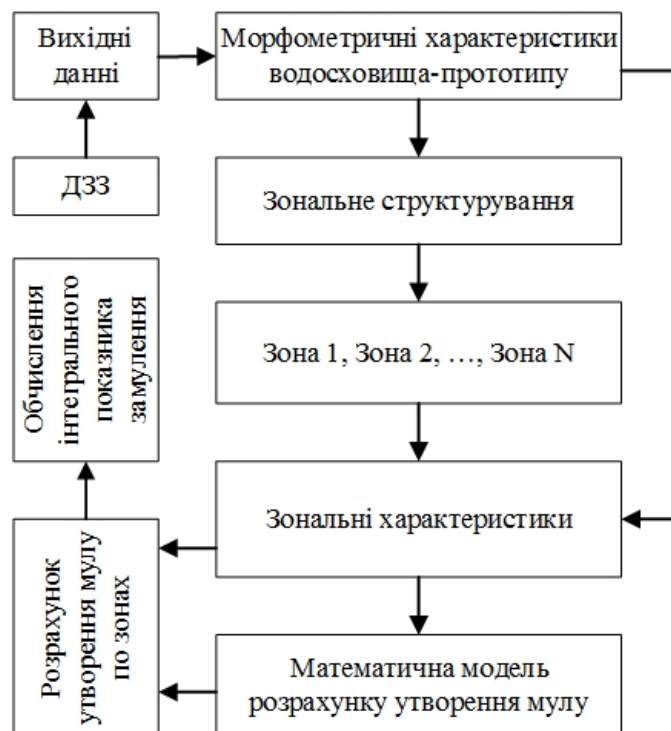 Вихідні
данні
Морфометричні характеристики
водосховища-прототипу
ДЗЗ
Зональне структурування
Обчислення
інтегрального
показника
замулення
Зона 1, Зона 2, …, Зона N
Зональні характеристики
Розрахунок
утворення мулу
по зонах
Математична модель
розрахунку утворення мулу